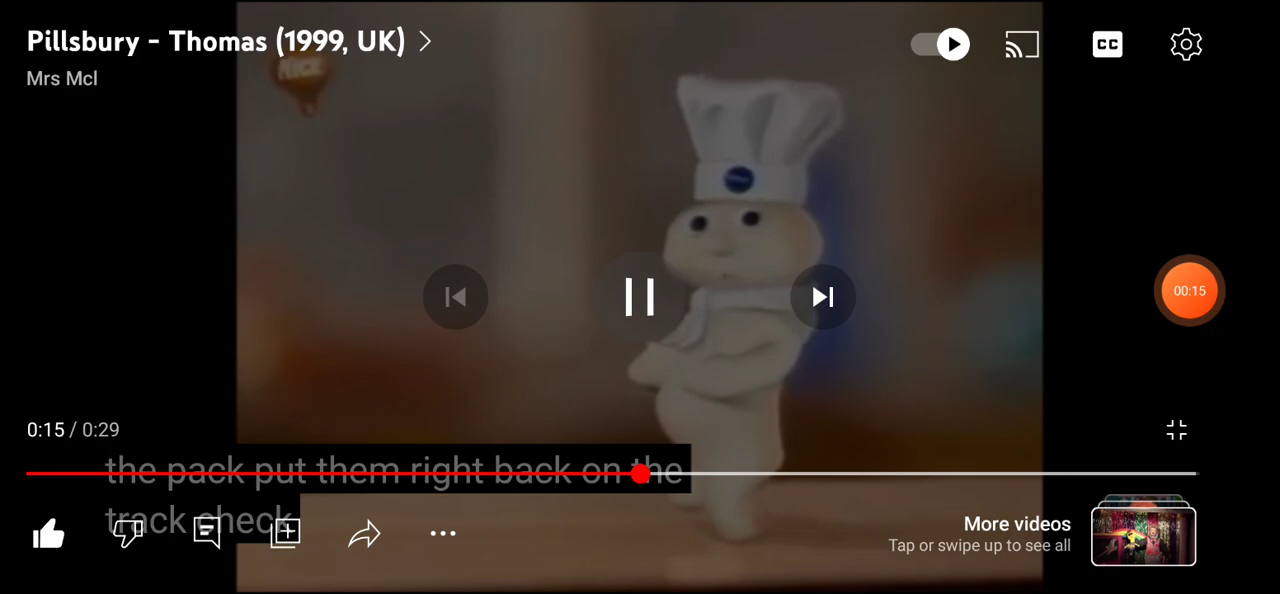 Pillsbury - Thomas (1999, UK)
Mrs Mcl
CC
00:15
0:15 / 0:29
the pack put them right back on the
track check
More videos
Tap or swipe up to see all